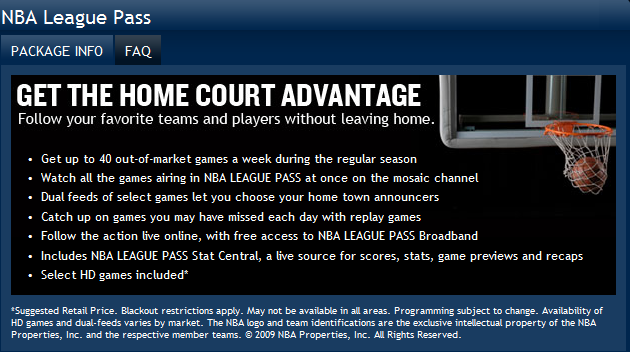 NBA League Pass
PACKAGE INFO
FAQ
GET THE HOME COURT ADVANTAGE
Follow your favorite teams and players without leaving home.
• Get up to 40 out-of-market games a week during the regular season
• Watch all the games airing in NBA LEAGUE PASS at once on the mosaic channel
• Dual feeds of select games let you choose your home town announcers
• Catch up on games you may have missed each day with replay games
• Follow the action live online, with free access to NBA LEAGUE PASS Broadband
• Includes NBA LEAGUE PASS Stat Central, a live source for scores, stats, game previews and recaps
• Select HD games included*
*Suggested Retail Price. Blackout restrictions apply. May not be available in all areas. Programming subject to change. Availability of
HD games and dual-feeds varies by market. The NBA logo and team identifications are the exclusive intellectual property of the NBA
Properties, Inc. and the respective member teams. © 2009 NBA Properties, Inc. All Rights Reserved.